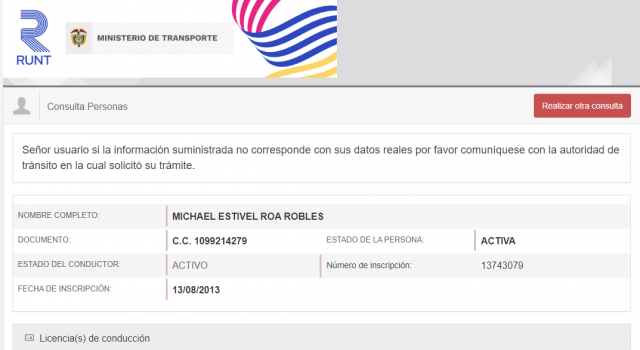 RUNT
MINISTERIO DE TRANSPORTE
Consulta Personas
Realizar otra consulta
Señor usuario si la información suministrada no corresponde con sus datos reales por favor comuníquese con la autoridad de
tránsito en la cual solicitó su trámite.
NOMBRE COMPLETO: MICHAEL ESTIVEL ROA ROBLES
DOCUMENTO: C.C. 1099214279 ESTADO DE LA PERSONA: ACTIVA
ESTADO DEL CONDUCTOR: ACTIVO Número de inscripción: 13743079
FECHA DE INSCRIPCIÓN: 13/08/2013
Licencia(s) de conducción